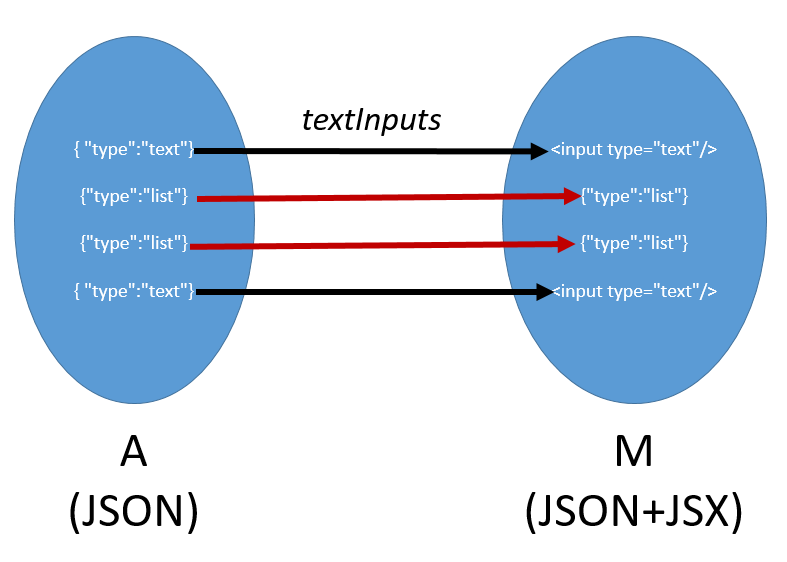 textInputs
{ "type":"text"} <input type="text"/>
{"type":"list"} {"type":"list"}
{"type":"list"} {"type":"list"}
{ "type":"text"} <input type="text"/>
A M
(JSON) (JSON+JSX)